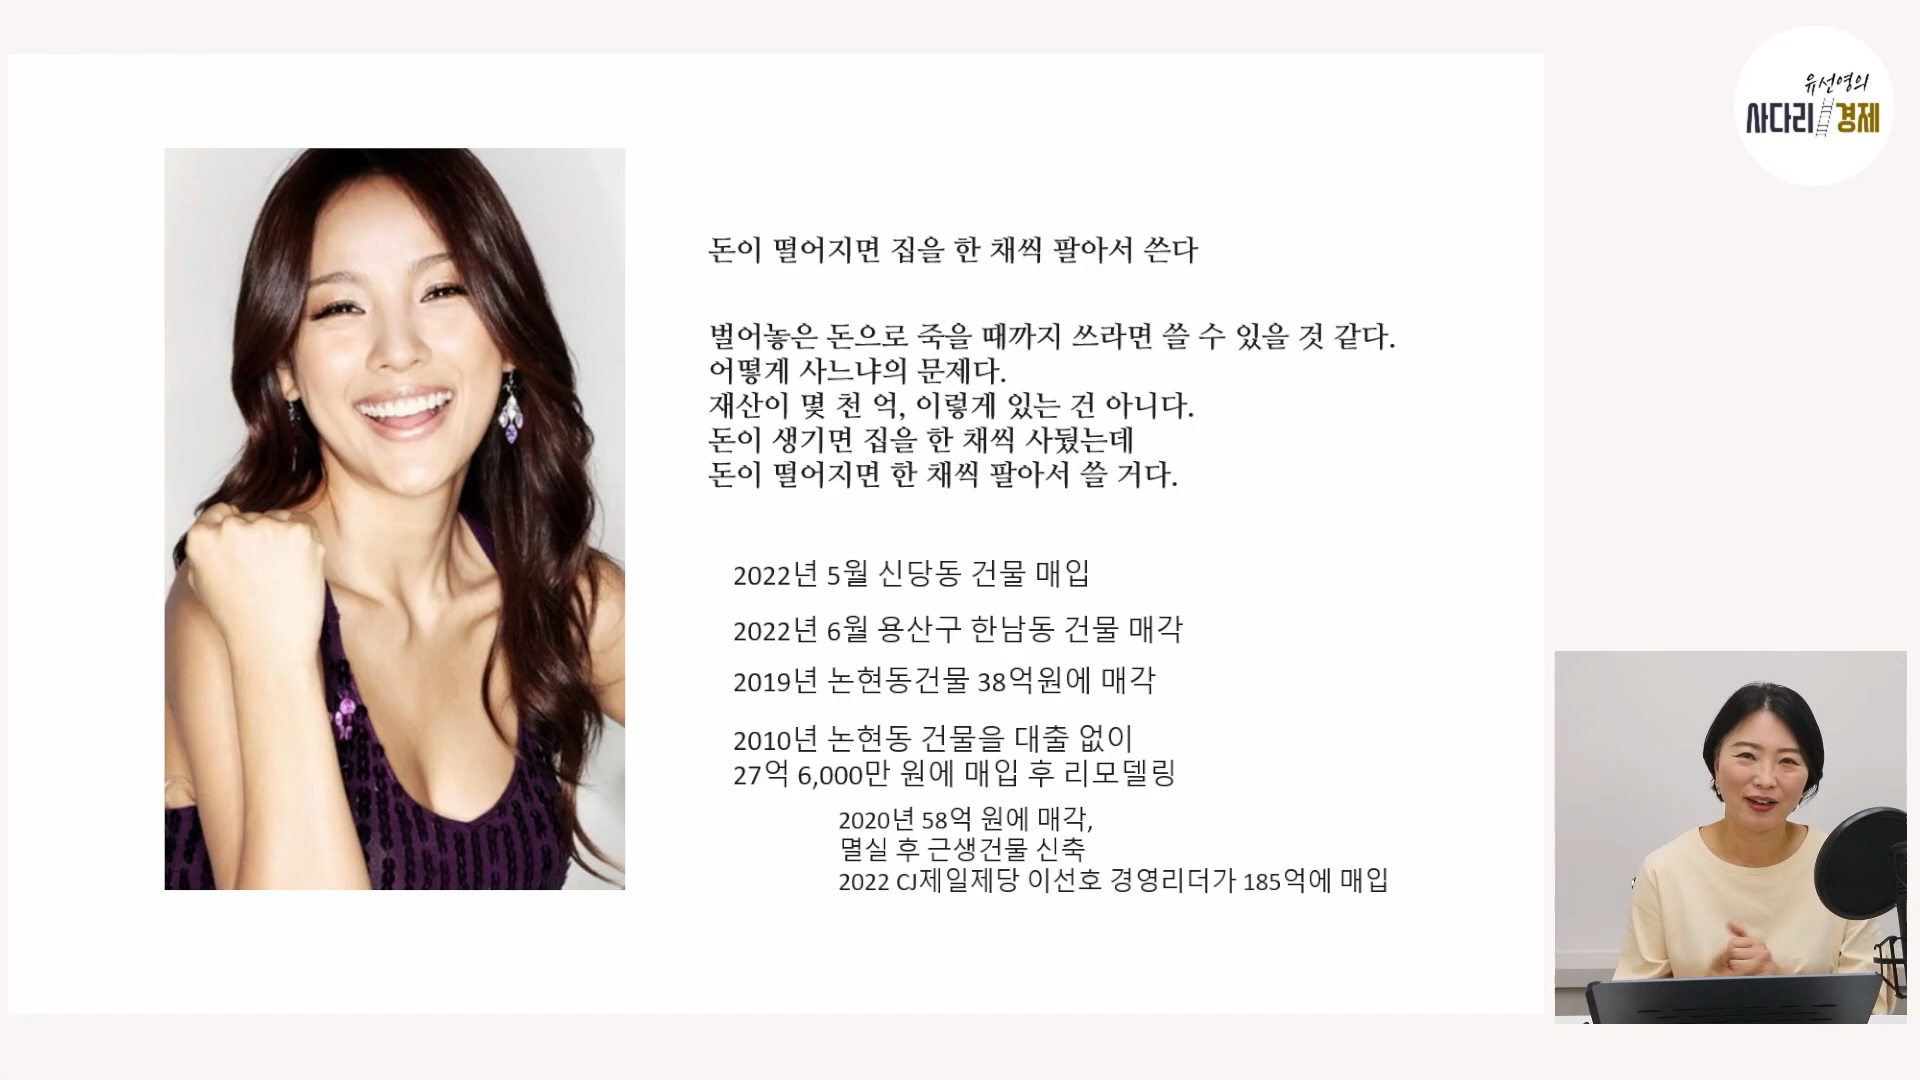 유선영의
사다리 경제
돈이 떨어지면 집을 한 채씩 팔아서 쓴다
벌어놓은 돈으로 죽을 때까지 쓰라면 쓸 수 있을 것 같다.
어떻게 사느냐의 문제다.
재산이 몇 천 억, 이렇게 있는 건 아니다.
돈이 생기면 집을 한 채씩 사뒀는데
돈이 떨어지면 한 채씩 팔아서 쓸 거다.
2022년 5월 신당동 건물 매입
2022년 6월 용산구 한남동 건물 매각
2019년 논현동건물 38억원에 매각
2010년 논현동 건물을 대출 없이
27억 6,000만 원에 매입 후 리모델링
2020년 58억 원에 매각,
멸실 후 근생건물 신축
2022 CJ제일제당 이선호 경영리더가 185억에 매입